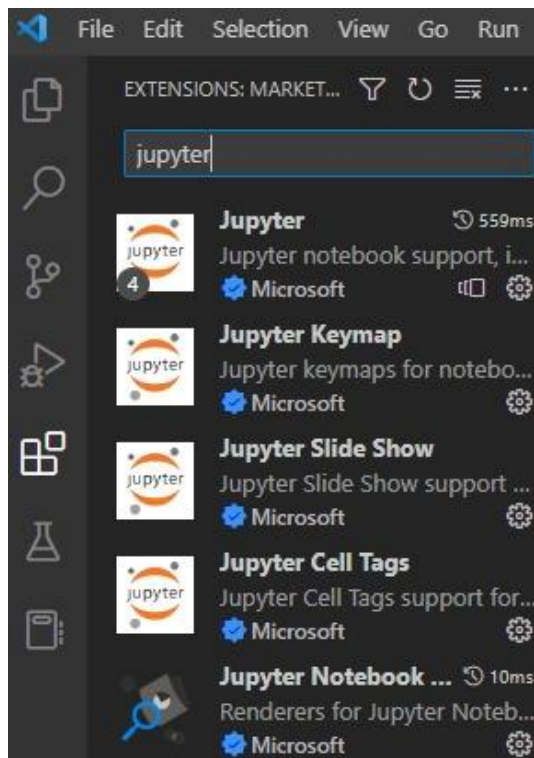 File Edit Selection View Go Run
EXTENSIONS: MARKET... ...
jupyter
Jupyter 559ms
jupyter
Jupyter notebook support, i...
4
Microsoft
Jupyter Keymap
jupyter
Jupyter keymaps for notebo...
Microsoft
Jupyter Slide Show
jupyter
Jupyter Slide Show support ...
Microsoft
Jupyter Cell Tags
jupyter
Jupyter Cell Tags support for...
Microsoft
Jupyter Notebook ... 10ms
Renderers for Jupyter Noteb...
Microsoft